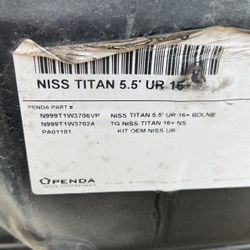 NISS TITAN 5.5' UR 16+
PENDA PART #
N999T1W3706VP NISS TITAN 5.5' UR 16+ BDLNB
N999T1W3702A TG NISS TITAN 16+ NS
PA01181 KIT OEM NISS UR
PENDA